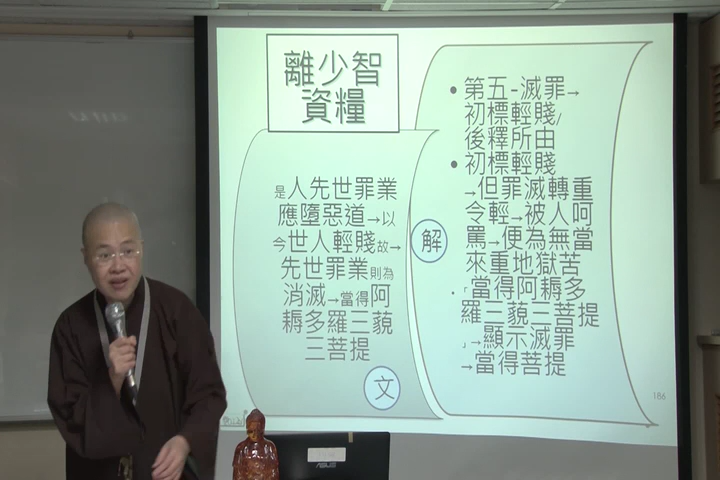 離少智
資糧
是人先世罪業
應墮惡道→以
今世人輕賤故→
先世罪業則為
消滅→當得阿
耨多羅三藐
三菩提
文
解
• 第五-滅罪→
初標輕賤/
後釋所由
• 初標輕賤
→但罪滅轉重
令輕→被人呵
罵→便為無當
來重地獄苦
•「當得阿耨多
羅三藐三菩提
」→顯示滅罪
→當得菩提
186
ASUS